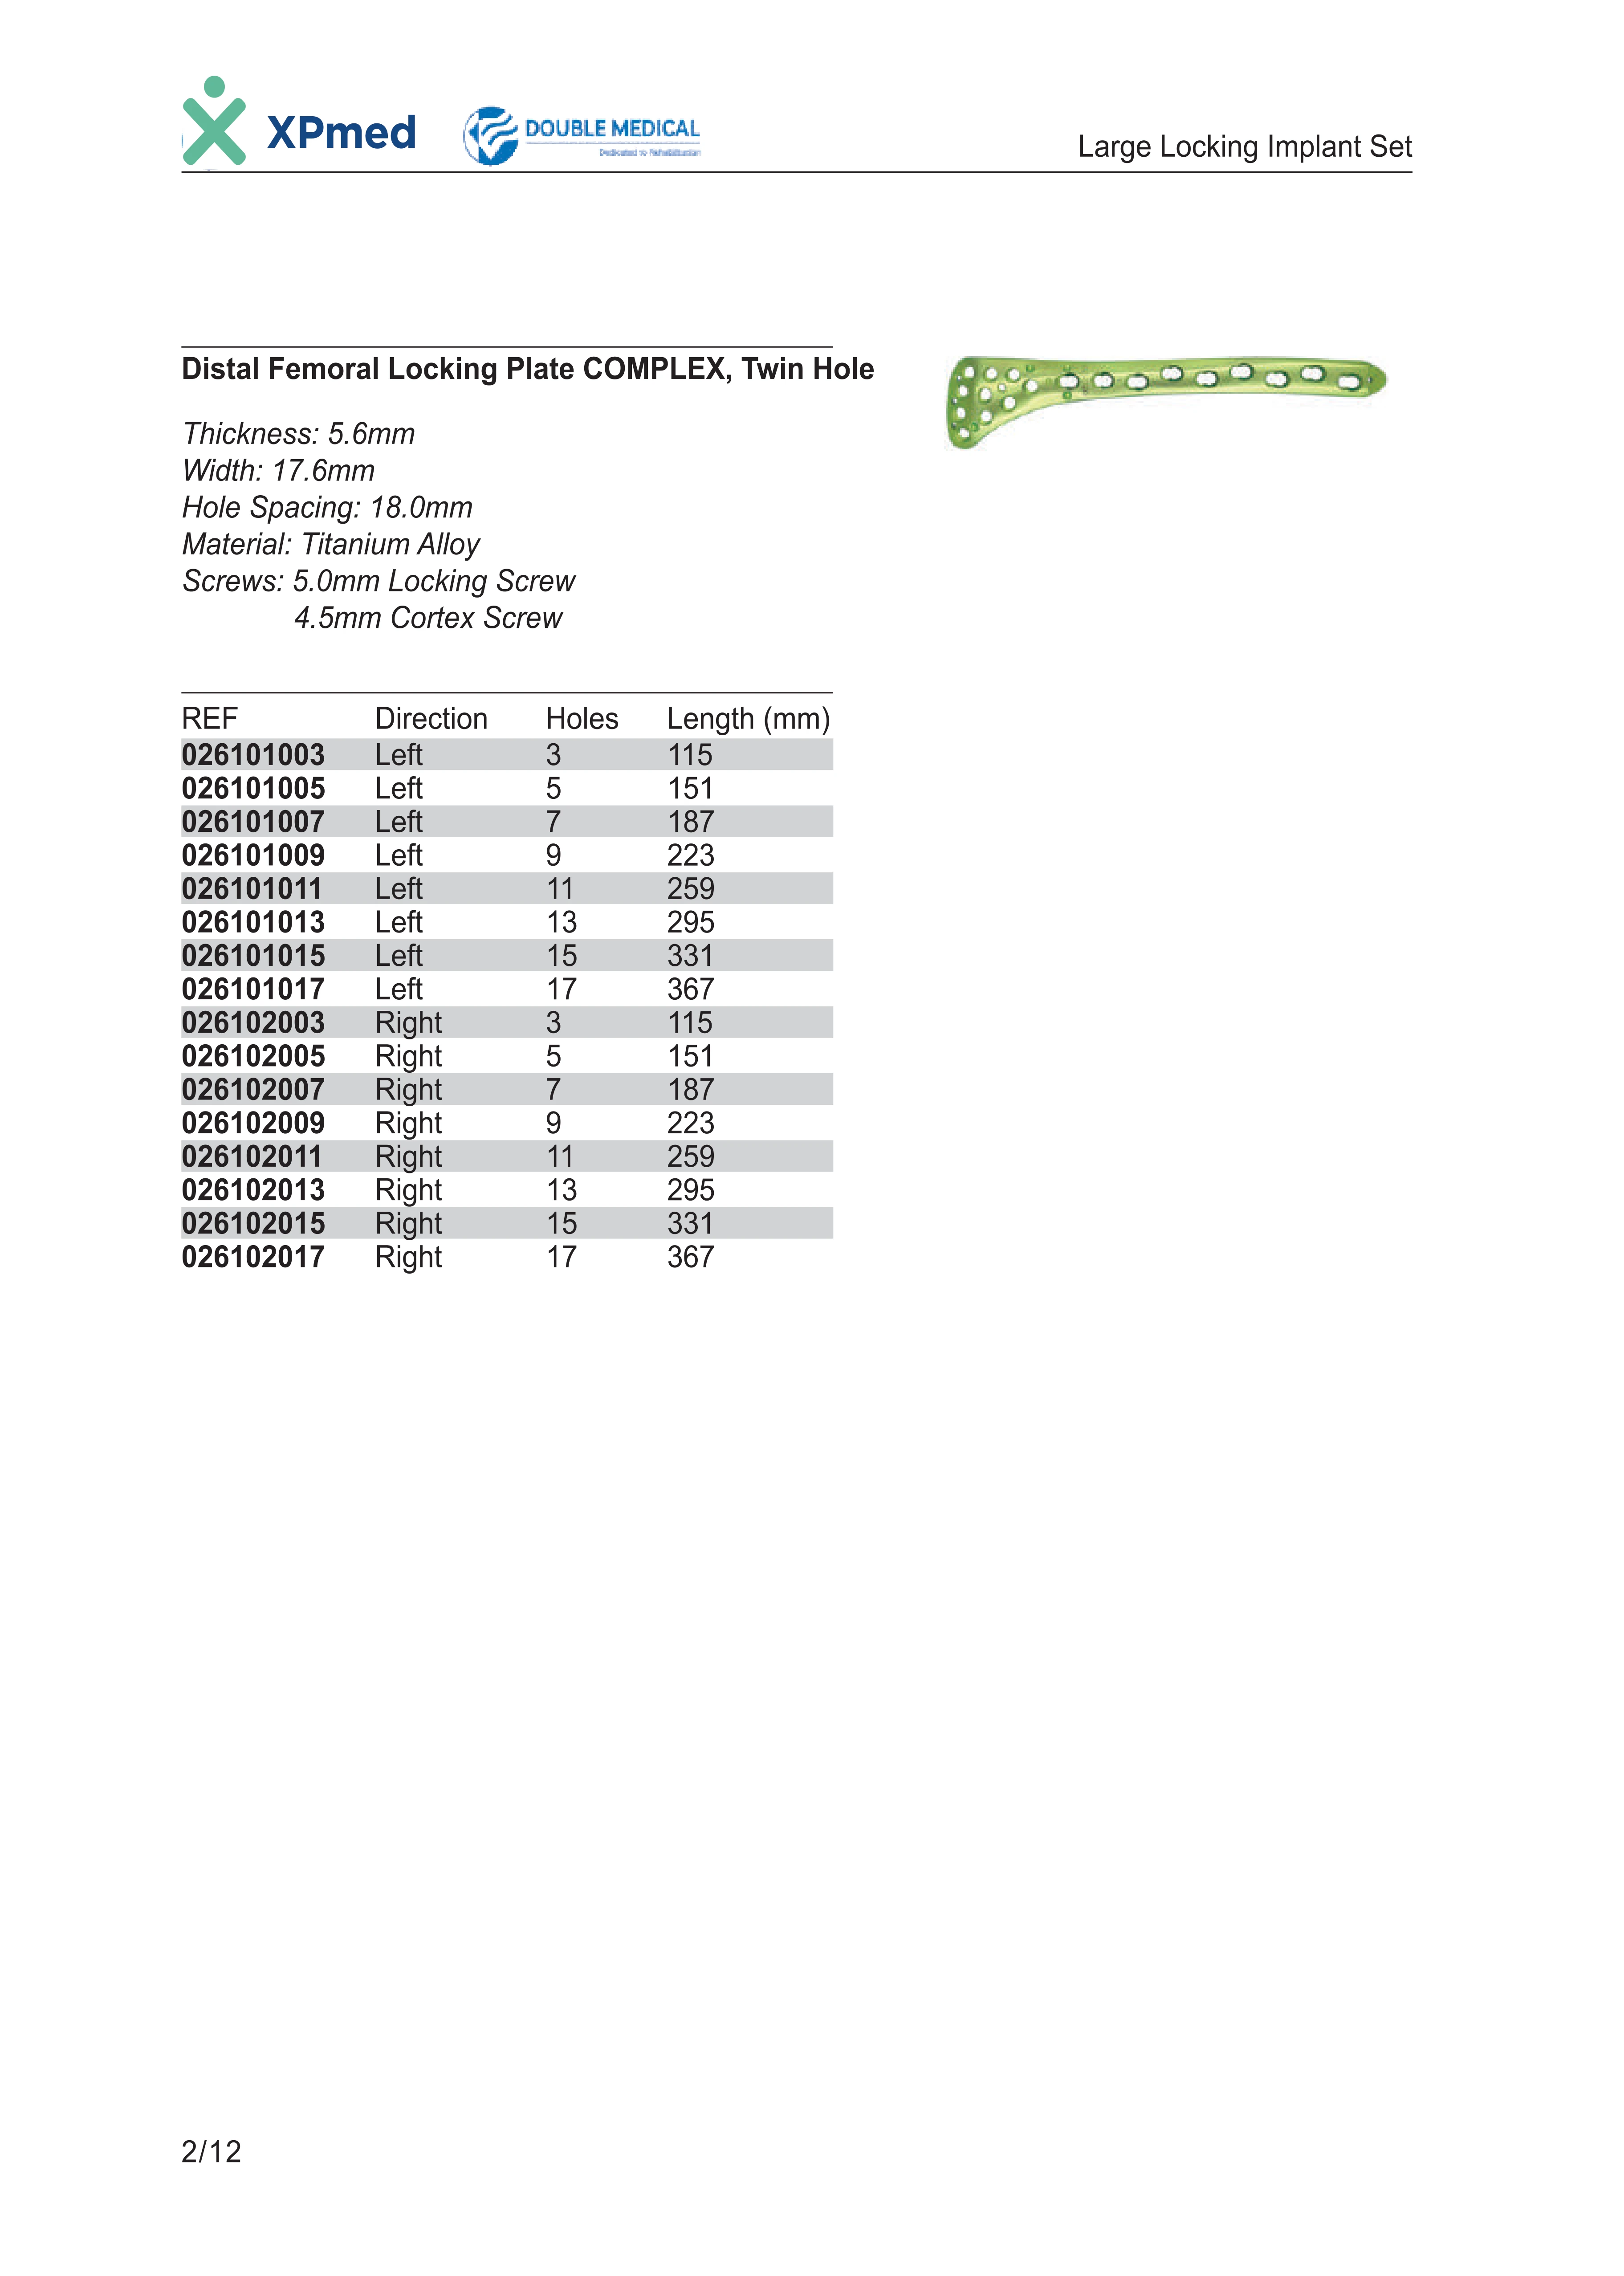 XPmed
DOUBLE MEDICAL
Dedicated to Rehabilitation
Large Locking Implant Set
Distal Femoral Locking Plate COMPLEX, Twin Hole
Thickness: 5.6mm
Width: 17.6mm
Hole Spacing: 18.0mm
Material: Titanium Alloy
Screws: 5.0mm Locking Screw
4.5mm Cortex Screw
REF Direction Holes Length (mm)
026101003 Left 3 115
026101005 Left 5 151
026101007 Left 7 187
026101009 Left 9 223
026101011 Left 11 259
026101013 Left 13 295
026101015 Left 15 331
026101017 Left 17 367
026102003 Right 3 115
026102005 Right 5 151
026102007 Right 7 187
026102009 Right 9 223
026102011 Right 11 259
026102013 Right 13 295
026102015 Right 15 331
026102017 Right 17 367
2/12